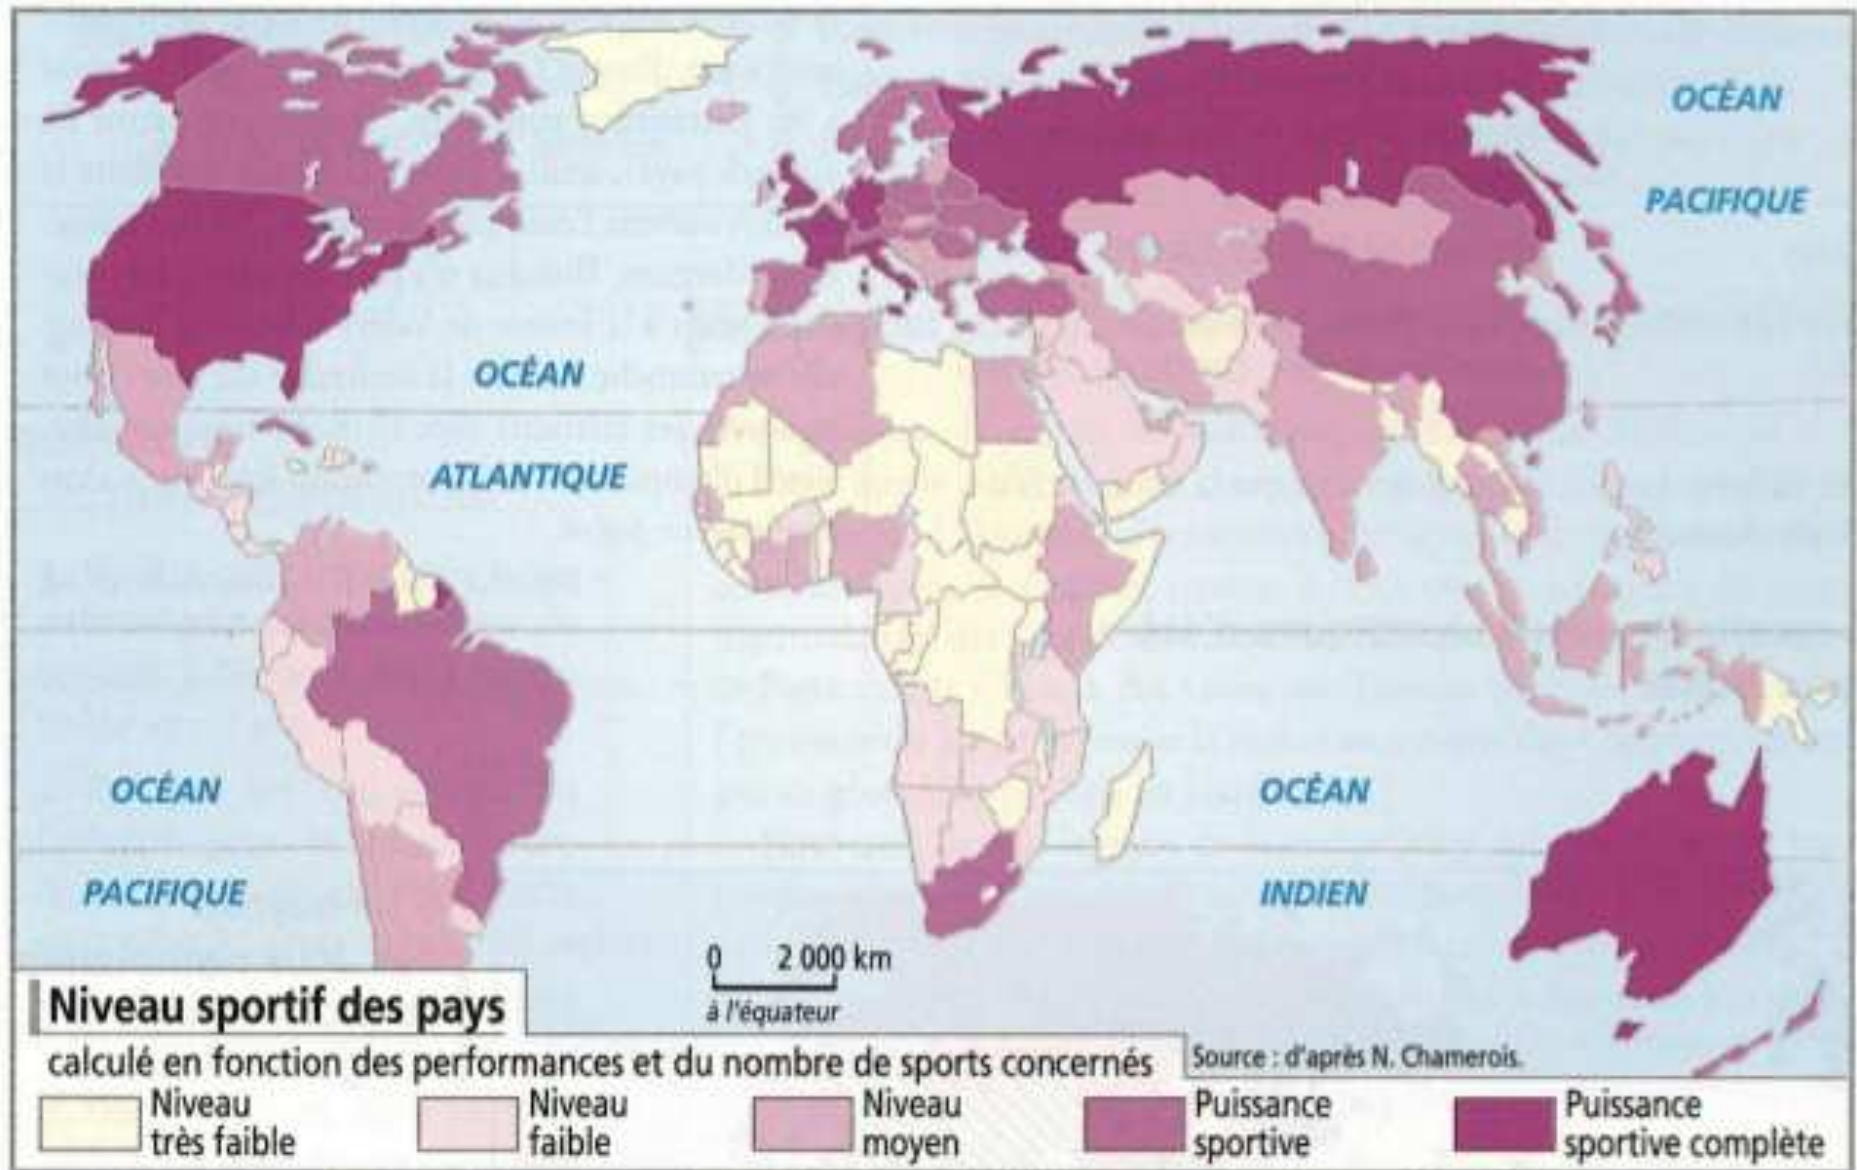 OCÉAN
PACIFIQUE
OCÉAN
ATLANTIQUE
OCÉAN
PACIFIQUE
OCÉAN
INDIEN
0 2 000 km
à l'équateur
Niveau sportif des pays
calculé en fonction des performances et du nombre de sports concernés
Source : d'après N. Chamerois.
Niveau
très faible
Niveau
faible
Niveau
moyen
Puissance
sportive
Puissance
sportive complète